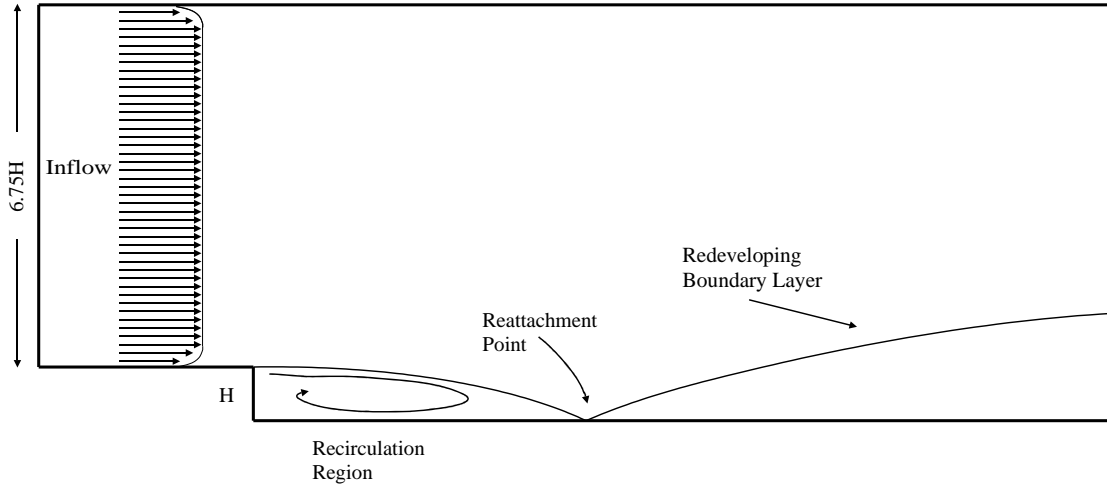 6.75H
Inflow
Redeveloping
Boundary Layer
Reattachment
Point
H
Recirculation
Region